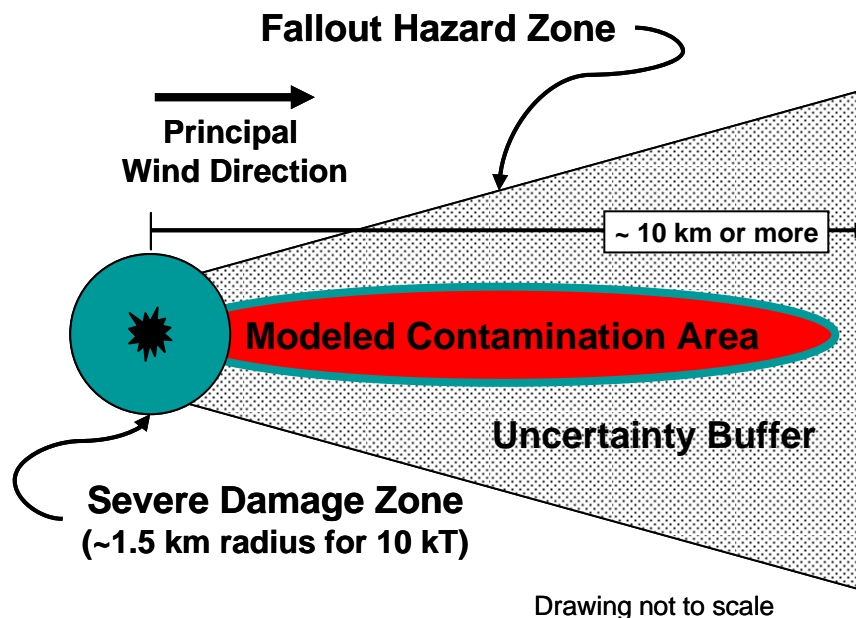 Fallout Hazard Zone
Principal
Wind Direction
~ 10 km or more
Modeled Contamination Area
Uncertainty Buffer
Severe Damage Zone
(~1.5 km radius for 10 kT)
Drawing not to scale